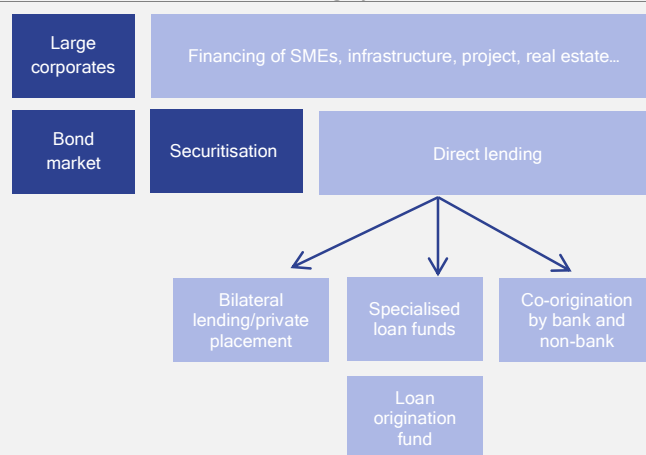 Large
corporates
Financing of SMEs, infrastructure, project, real estate…
Bond
market
Securitisation
Direct lending
Bilateral
lending/private
placement
Specialised
loan funds
Co-origination
by bank and
non-bank
Loan
origination
fund